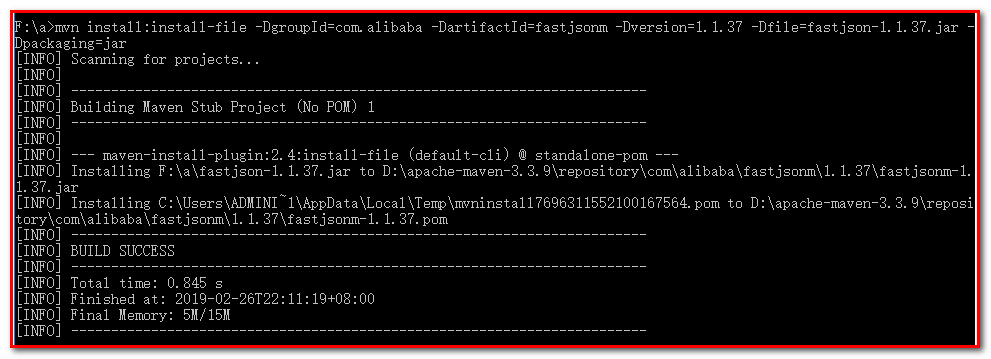 F:\a>mvn install:install-file -DgroupId=com.alibaba -DartifactId=fastjsonm -Dversion=1.1.37 -Dfile=fastjson-1.1.37.jar -
Dpackaging=jar
[INFO] Scanning for projects...
[INFO]
[INFO] ------------------------------------------------------------------------
[INFO] Building Maven Stub Project (No POM) 1
[INFO] ------------------------------------------------------------------------
[INFO]
[INFO] --- maven-install-plugin:2.4:install-file (default-cli) @ standalone-pom ---
[INFO] Installing F:\a\fastjson-1.1.37.jar to D:\apache-maven-3.3.9\repository\com\alibaba\fastjsonm\1.1.37\fastjsonm-1.
1.37.jar
[INFO] Installing C:\Users\ADMINI~1\AppData\Local\Temp\mvninstall769631155210016​7564.pom to D:\apache-maven-3.3.9\reposi
tory\com\alibaba\fastjsonm\1.1.37\fastjsonm-1.1.37.pom
[INFO] ------------------------------------------------------------------------
[INFO] BUILD SUCCESS
[INFO] ------------------------------------------------------------------------
[INFO] Total time: 0.845 s
[INFO] Finished at: 2019-02-26T22:11:19+08:00
[INFO] Final Memory: 5M/15M
[INFO] ------------------------------------------------------------------------